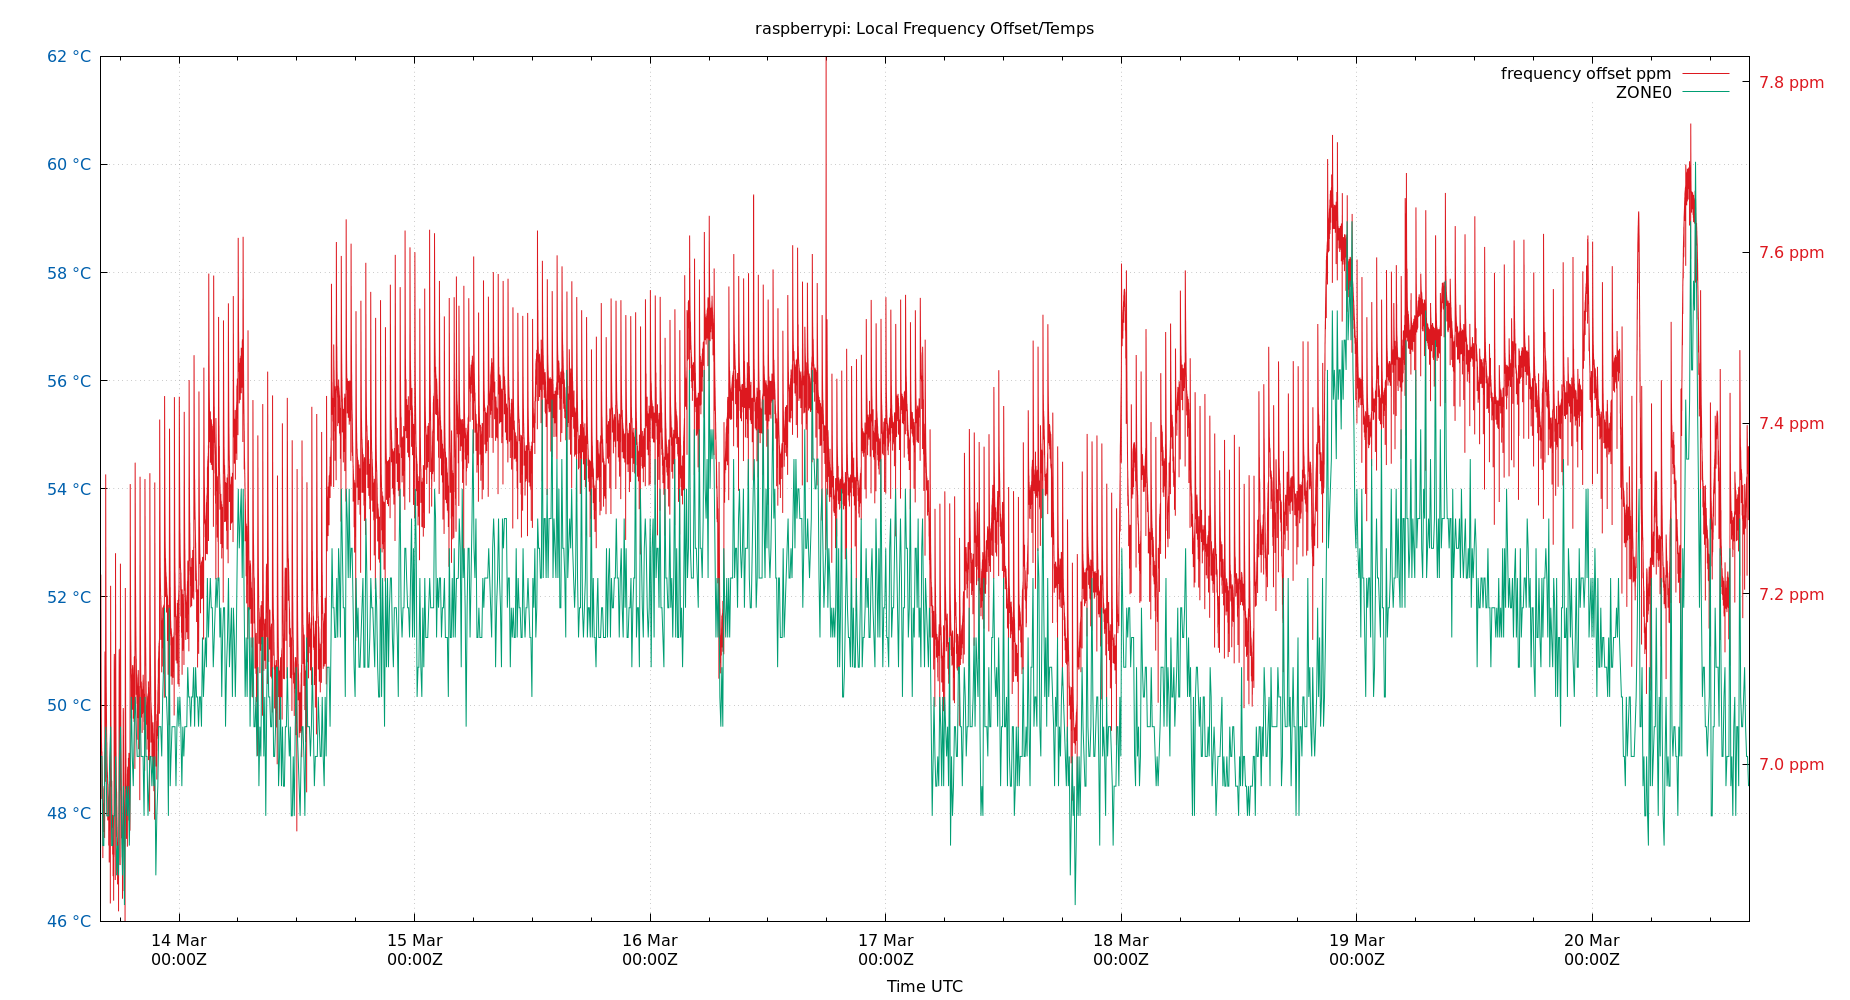 raspberrypi: Local Frequency Offset/Temps
frequency offset ppm
ZONE0
62 °C
60 °C
58 °C
56 °C
54 °C
52 °C
50 °C
48 °C
46 °C
7.8 ppm
7.6 ppm
7.4 ppm
7.2 ppm
7.0 ppm
14 Mar
00:00Z
15 Mar
00:00Z
16 Mar
00:00Z
17 Mar
00:00Z
18 Mar
00:00Z
19 Mar
00:00Z
20 Mar
00:00Z
Time UTC